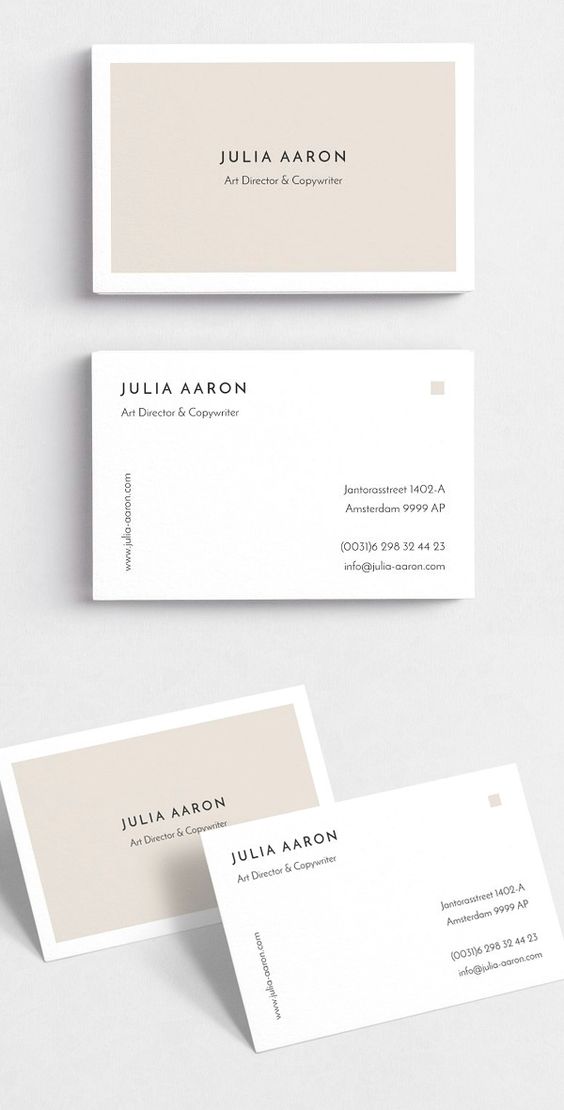 JULIA AARON
Art Director & Copywriter
JULIA AARON
Art Director & Copywriter
www.julia-aaron.com
Jantorasstreet 1402-A
Amsterdam 9999 AP
(0031)6 298 32 44 23
info@julia-aaron.com
JULIA AARON
Art Director & Copywriter
JULIA AARON
Art Director & Copywriter
www.julia-aaron.com
Jantorasstreet 1402-A
Amsterdam 9999 AP
(0031)6 298 32 44 23
info@julia-aaron.com